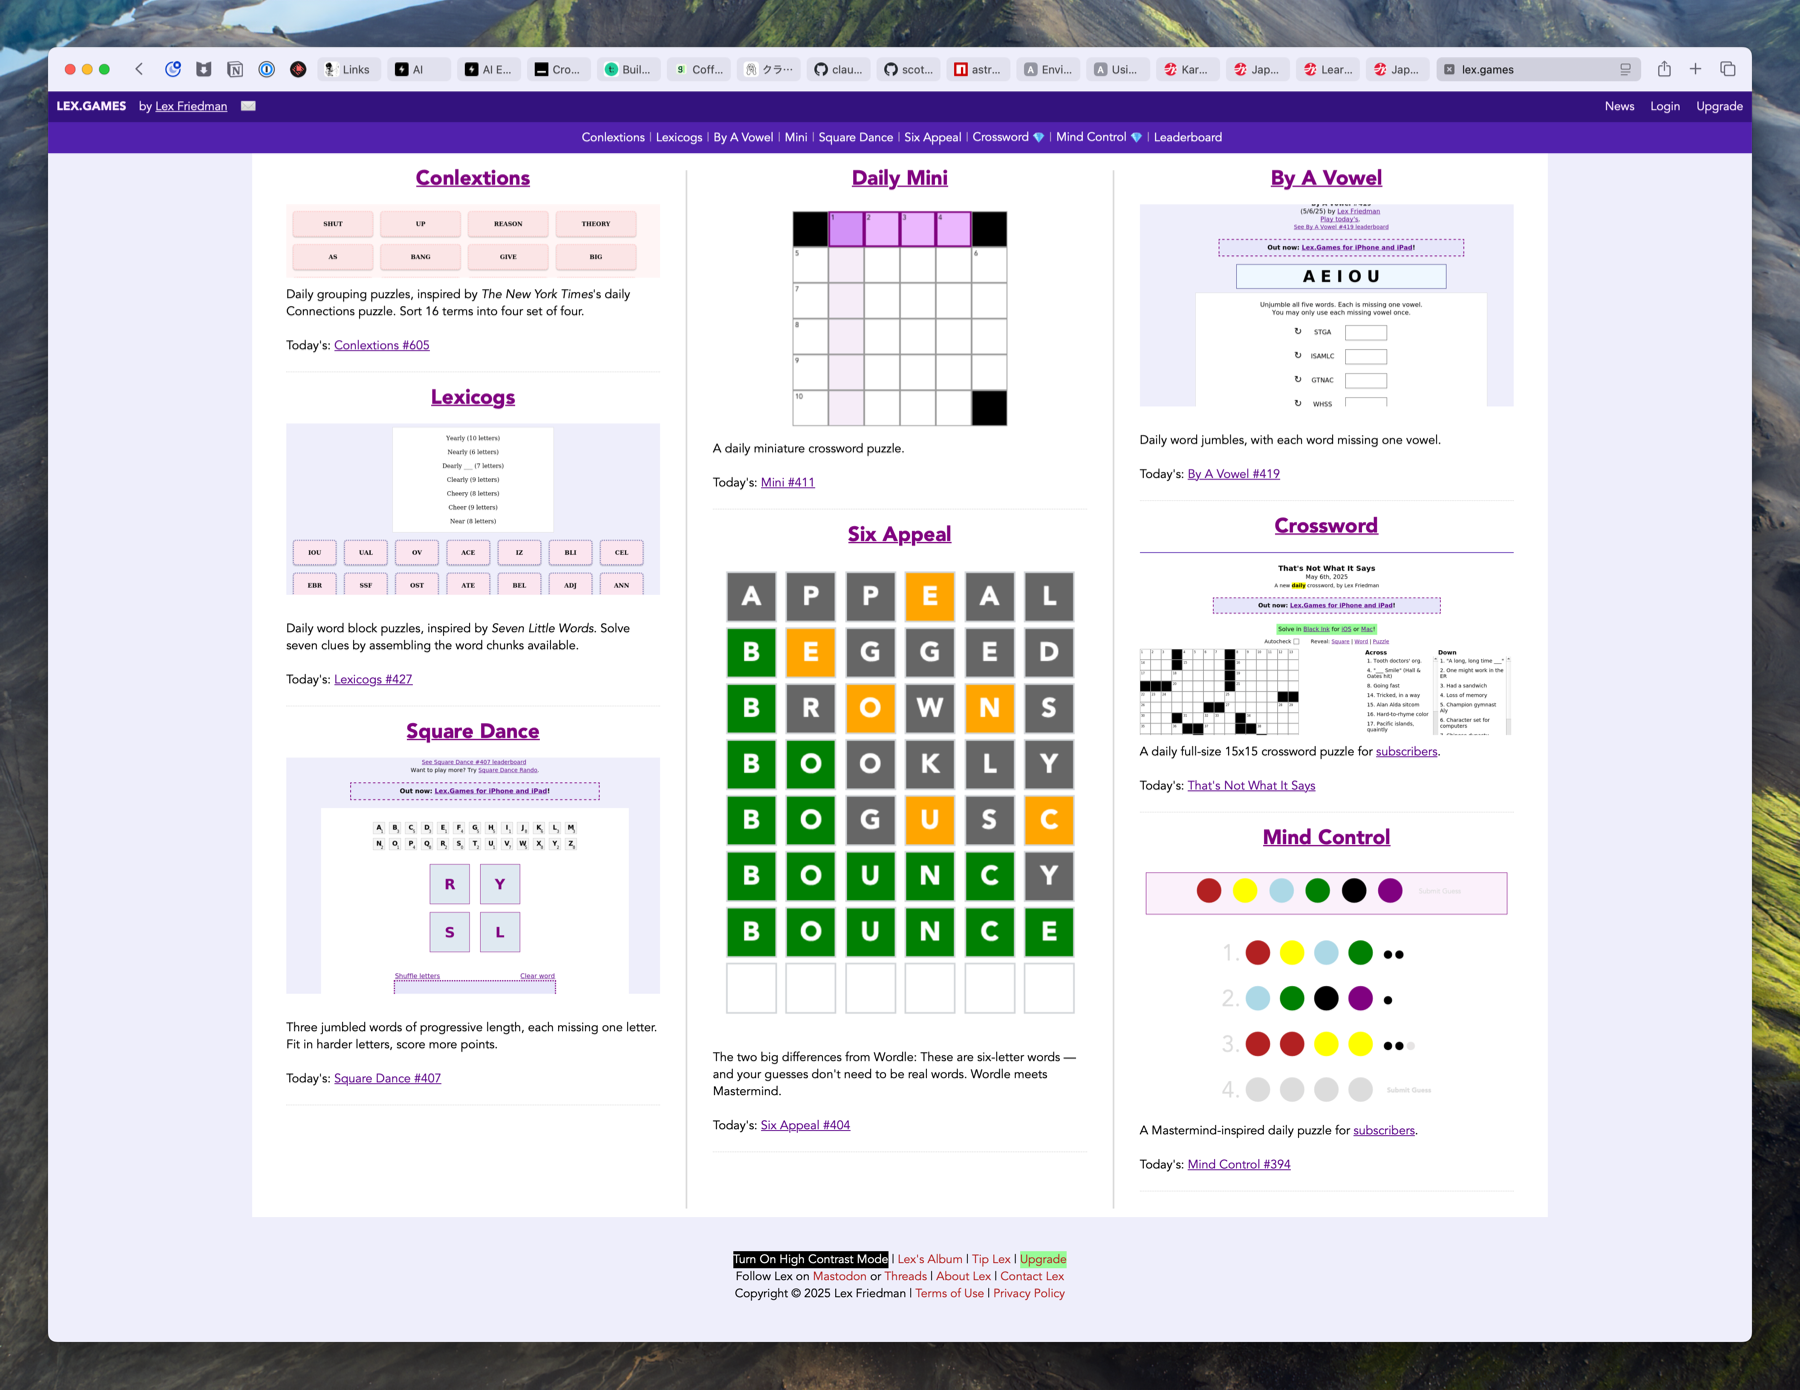 Links
AI
AI E...
Cro...
Buil...
Coff...
クラ…
clau...
scot...
astr...
Envi...
Usi...
Kar...
Jap...
Lear...
Jap...
lex.games
LEX.GAMES by Lex Friedman
News Login Upgrade
Conlextions | Lexicogs | By A Vowel | Mini | Square Dance | Six Appeal | Crossword 💎 | Mind Control 💎 | Leaderboard
Conlextions
SHUT UP REASON THEORY
AS BANG GIVE BIG
Daily grouping puzzles, inspired by The New York Times's daily
Connections puzzle. Sort 16 terms into four set of four.
Today's: Conlextions #605
Lexicogs
Yearly (10 letters)
Nearly (6 letters)
Dearly ___ (7 letters)
Clearly (9 letters)
Cheery (8 letters)
Cheer (9 letters)
Near (8 letters)
IOU UAL OV ACE IZ BLI CEL
EBR SSF OST ATE BEL ADJ ANN
Daily word block puzzles, inspired by Seven Little Words. Solve
seven clues by assembling the word chunks available.
Today's: Lexicogs #427
Square Dance
See Square Dance #407 leaderboard
Want to play more? Try Square Dance Rando.
Out now: Lex.Games for iPhone and iPad!
A B C D E F G H I J K L M
N O P Q R S T U V W X Y Z
R Y
S L
Shuffle letters Clear word
Three jumbled words of progressive length, each missing one letter.
Fit in harder letters, score more points.
Today's: Square Dance #407
Daily Mini
1 2 3 4
5 6
7
8
9
10
A daily miniature crossword puzzle.
Today's: Mini #411
Six Appeal
A P P E A L
B E G G E D
B R O W N S
B O O K L Y
B O G U S C
B O U N C Y
B O U N C E
The two big differences from Wordle: These are six-letter words —
and your guesses don't need to be real words. Wordle meets
Mastermind.
Today's: Six Appeal #404
By A Vowel
(5/6/25) by Lex Friedman
Play today's.
See By A Vowel #419 leaderboard
Out now: Lex.Games for iPhone and iPad!
A E I O U
Unjumble all five words. Each is missing one vowel.
You may only use each missing vowel once.
↻ STGA
↻ ISAMLC
↻ GTNAC
↻ WHSS
Daily word jumbles, with each word missing one vowel.
Today's: By A Vowel #419
Crossword
That's Not What It Says
May 6th, 2025
A new daily crossword, by Lex Friedman
Out now: Lex.Games for iPhone and iPad!
Solve in Black Ink for iOS or Mac!
Autocheck Reveal: Square | Word | Puzzle
Across
1. Tooth doctors' org.
4. "___ Smile" (Hall &
Oates hit)
8. Going fast
14. Tricked, in a way
15. Alan Alda sitcom
16. Hard-to-rhyme color
17. Pacific islands,
quaintly
Down
1. "A long, long time ___"
2. One might work in the
ER
3. Had a sandwich
4. Loss of memory
5. Champion gymnast
Aly
6. Character set for
computers
A daily full-size 15x15 crossword puzzle for subscribers.
Today's: That's Not What It Says
Mind Control
Submit Guess
1.
2.
3.
4. Submit Guess
A Mastermind-inspired daily puzzle for subscribers.
Today's: Mind Control #394
Turn On High Contrast Mode | Lex's Album | Tip Lex | Upgrade
Follow Lex on Mastodon or Threads | About Lex | Contact Lex
Copyright © 2025 Lex Friedman | Terms of Use | Privacy Policy